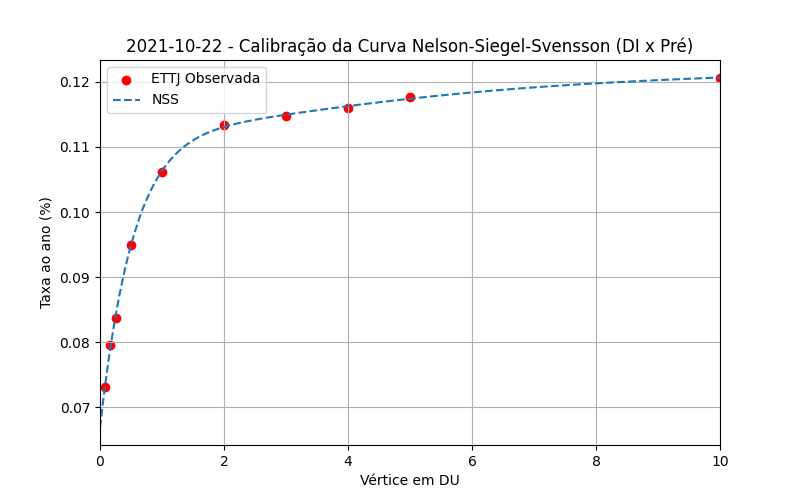 2021-10-22 - Calibração da Curva Nelson-Siegel-Svensson (DI x Pré)
ETTJ Observada
NSS
Taxa ao ano (%)
0.12
0.11
0.10
0.09
0.08
0.07
0
2
4
6
8
10
Vértice em DU